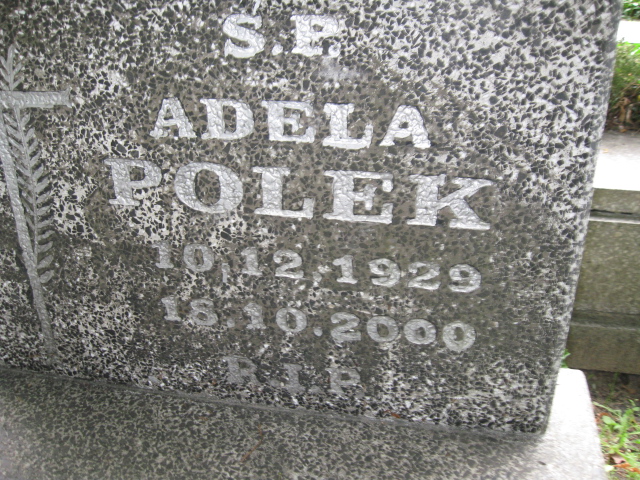 Ś.P.
ADELA
POLEK
10.12.1929
18.10.2000
R.I.P.